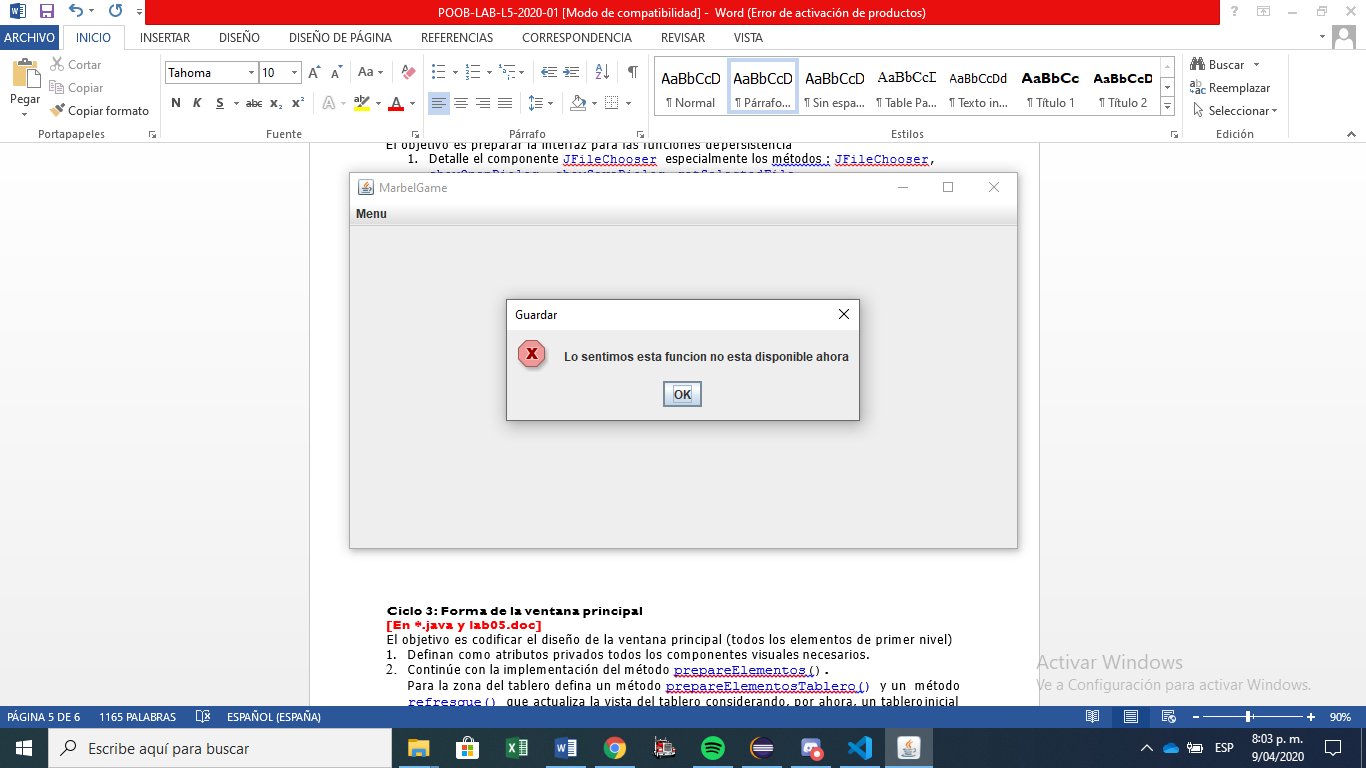 POOB-LAB-L5-2020-01 [Modo de compatibilidad] - Word (Error de activación de productos)
ARCHIVO INICIO INSERTAR DISEÑO DISEÑO DE PÁGINA REFERENCIAS CORRESPONDENCIA REVISAR VISTA
Pegar
Cortar
Copiar
Copiar formato
Portapapeles
Tahoma 10
N K S abc x₂ x²
Fuente
Párrafo
AaBbCcD AaBbCcD AaBbCcD AaBbCcD AaBbCcDd AaBbCc AaBbCcD
¶ Normal ¶ Párrafo... ¶ Sin espa... ¶ Table Pa... ¶ Texto in... ¶ Título 1 ¶ Título 2
Estilos
Buscar
Reemplazar
Seleccionar
Edición
El objetivo es preparar la interfaz para las funciones de persistencia
1. Detalle el componente JFileChooser especialmente los métodos : JFileChooser,
showOpenDialog, showSaveDialog, getSelectedFile
MarbelGame
Menu
Guardar
Lo sentimos esta funcion no esta disponible ahora
OK
Ciclo 3: Forma de la ventana principal
[En *.java y lab05.doc]
El objetivo es codificar el diseño de la ventana principal (todos los elementos de primer nivel)
1. Definan como atributos privados todos los componentes visuales necesarios.
2. Continúe con la implementación del método prepareElementos().
Para la zona del tablero defina un método prepareElementosTablero() y un método
refresque() que actualiza la vista del tablero considerando, por ahora, un tablero inicial
Activar Windows
Ve a Configuración para activar Windows.
PÁGINA 5 DE 6 1165 PALABRAS ESPAÑOL (ESPAÑA) 90%
Escribe aquí para buscar
ESP
8:03 p. m.
9/04/2020